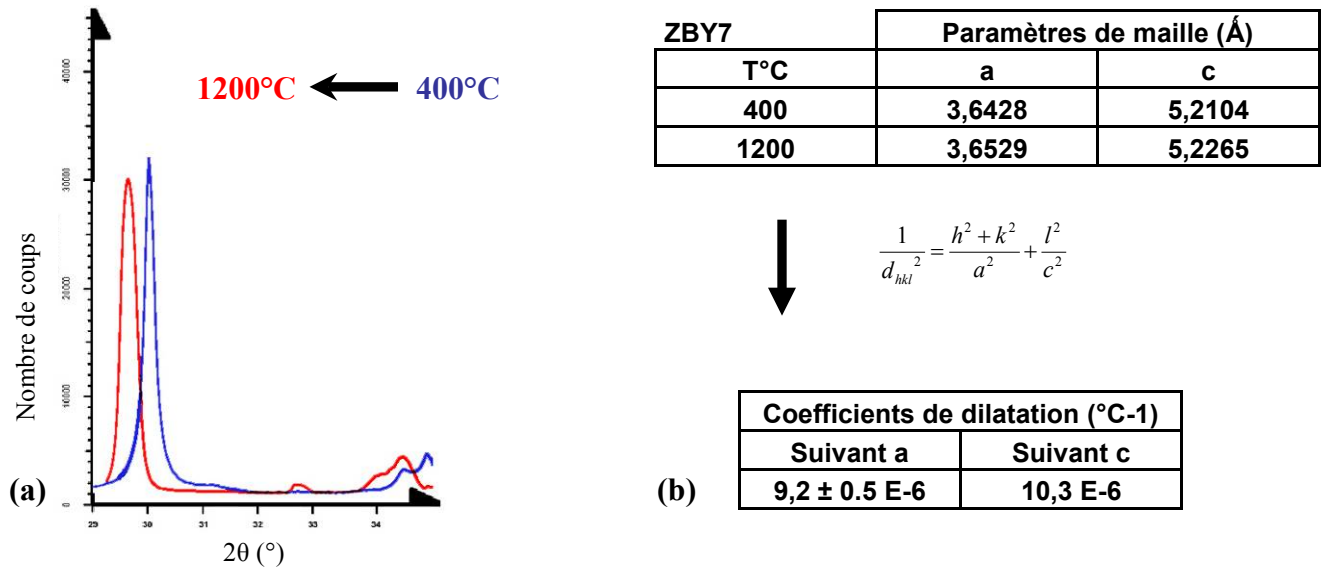 1200°C 400°C
Nombre de coups
40000
30000
20000
10000
0
29 30 31 32 33 34
2θ (°)
(a)
ZBY7 Paramètres de maille (Ǻ)
T°C a c
400 3,6428 5,2104
1200 3,6529 5,2265
1/d_hkl² = (h² + k²)/a² + l²/c²
Coefficients de dilatation (°C-1)
Suivant a Suivant c
9,2 ± 0.5 E-6 10,3 E-6
(b)